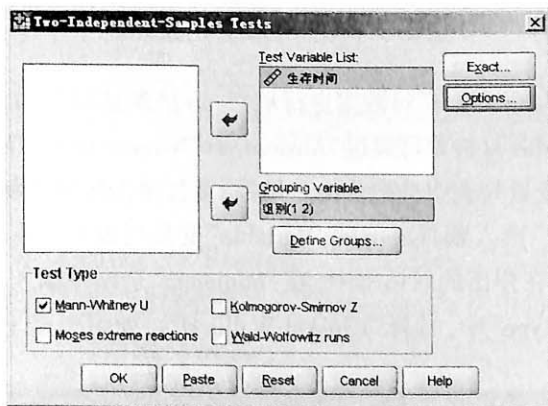 Two-Independent-Samples Tests
Test Variable List:
生存时间
Exact...
Options...
Grouping Variable:
组别(1 2)
Define Groups...
Test Type
Mann-Whitney U
Kolmogorov-Smirnov Z
Moses extreme reactions
Wald-Wolfowitz runs
OK
Paste
Reset
Cancel
Help